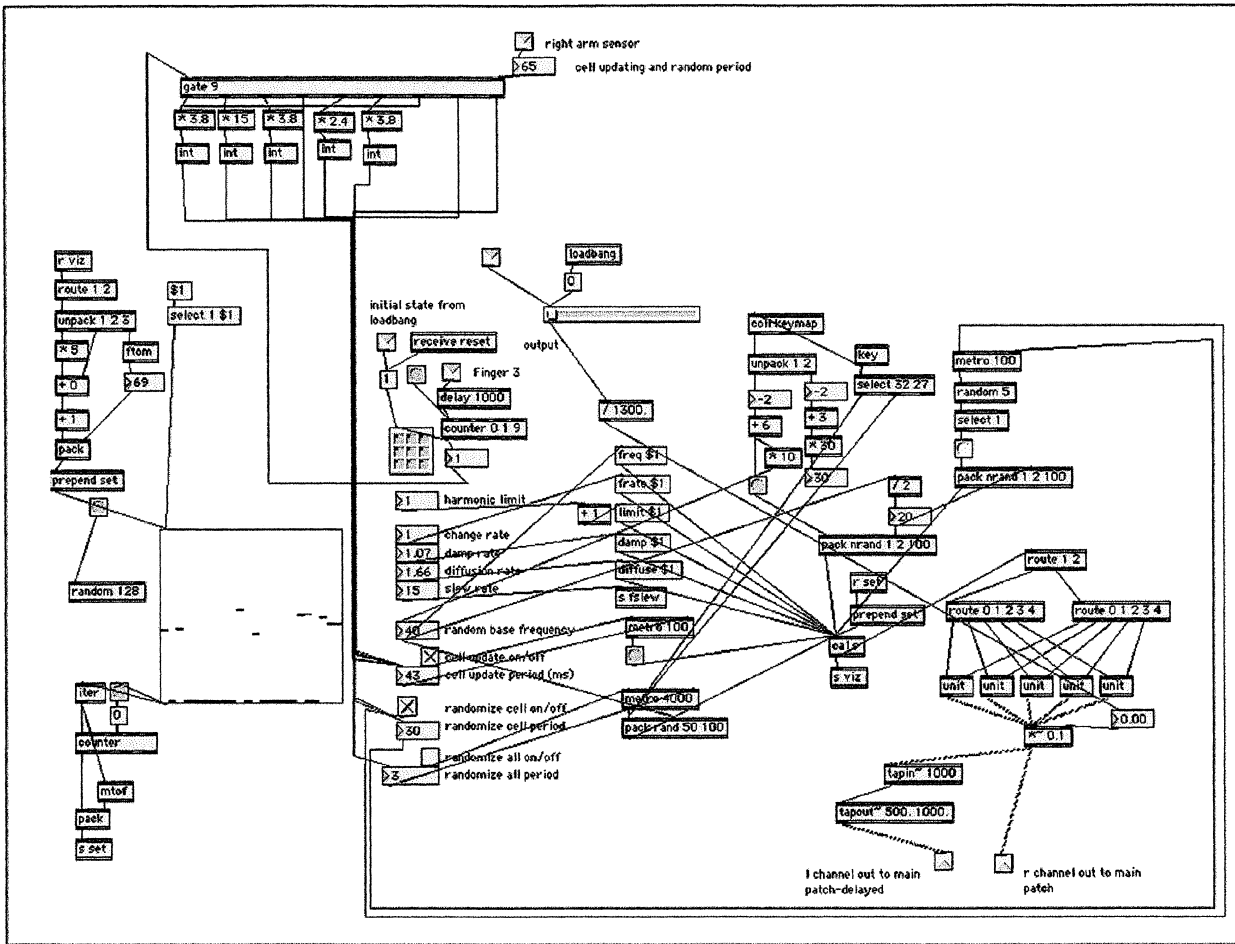 right arm sensor
65
cell updating and random period
gate 9
* 3.8
* 15
* 3.8
* 2.4
* 3.8
int
int
int
int
int
r viz
route 1 2
unpack 1 2 3
* 5
ftom
+ 0
69
+ 1
pack
prepend set
random 128
$1
select 1 $1
iter
0
counter
mtof
pack
s set
loadbang
0
output
initial state from
loadbang
receive reset
1
Finger 3
delay 1000
counter 0 1 9
1
1
harmonic limit
1
change rate
1.07
damp rate
1.66
diffusion rate
15
slew rate
40
random base frequency
cell update on/off
43
cell update period (ms)
randomize cell on/off
30
randomize cell period
randomize all on/off
3
randomize all period
/ 1300.
freq $1
frate $1
+ 1
limit $1
damp $1
diffuse $1
s fslew
metro 100
metro 4000
pack rand 50 100
coll keymap
unpack 1 2
key
select 32 27
-2
-2
+ 6
+ 3
* 10
* 30
30
/ 2
20
pack nrand 1 2 100
r set
prepend set
cals
s viz
metro 100
random 5
select 1
pack nrand 1 2 100
route 1 2
route 0 1 2 3 4
route 0 1 2 3 4
unit
unit
unit
unit
unit
0.00
*~ 0.1
tapin~ 1000
tapout~ 500. 1000.
l channel out to main
patch-delayed
r channel out to main
patch